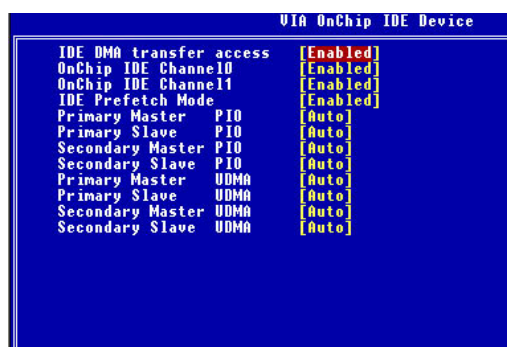 VIA OnChip IDE Device
IDE DMA transfer access [Enabled]
OnChip IDE Channel0 [Enabled]
OnChip IDE Channel1 [Enabled]
IDE Prefetch Mode [Enabled]
Primary Master PIO [Auto]
Primary Slave PIO [Auto]
Secondary Master PIO [Auto]
Secondary Slave PIO [Auto]
Primary Master UDMA [Auto]
Primary Slave UDMA [Auto]
Secondary Master UDMA [Auto]
Secondary Slave UDMA [Auto]